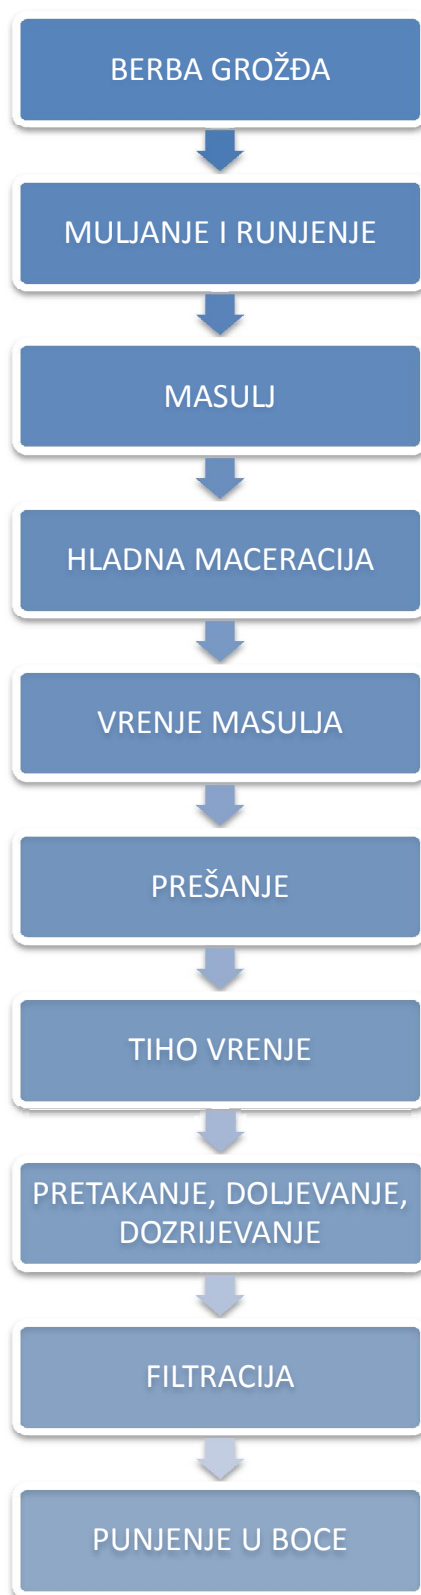 BERBA GROŽĐA
MULJANJE I RUNJENJE
MASULJ
HLADNA MACERACIJA
VRENJE MASULJA
PREŠANJE
TIHO VRENJE
PRETAKANJE, DOLJEVANJE,
DOZRIJEVANJE
FILTRACIJA
PUNJENJE U BOCE